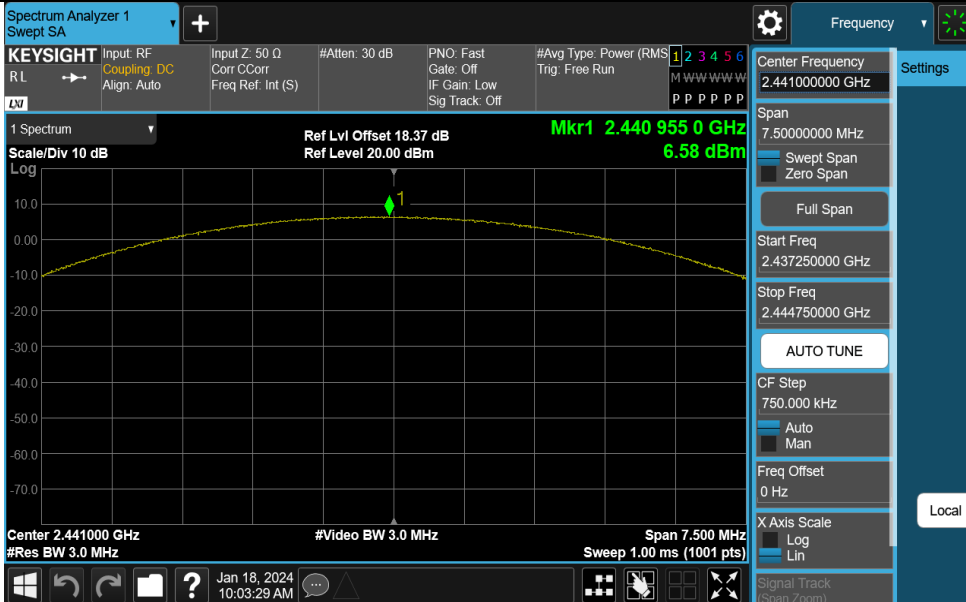 Spectrum Analyzer 1
Swept SA
+
Frequency
KEYSIGHT
RL
LXI
Input: RF
Coupling: DC
Align: Auto
Input Z: 50 Ω
Corr CCorr
Freq Ref: Int (S)
#Atten: 30 dB
PNO: Fast
Gate: Off
IF Gain: Low
Sig Track: Off
#Avg Type: Power (RMS
Trig: Free Run
1 2 3 4 5 6
M W W W W W
P P P P P P
1 Spectrum
Scale/Div 10 dB
Log
Ref Lvl Offset 18.37 dB
Ref Level 20.00 dBm
Mkr1 2.440 955 0 GHz
6.58 dBm
1
10.0
0.00
-10.0
-20.0
-30.0
-40.0
-50.0
-60.0
-70.0
Center 2.441000 GHz
#Res BW 3.0 MHz
#Video BW 3.0 MHz
Span 7.500 MHz
Sweep 1.00 ms (1001 pts)
?
Jan 18, 2024
10:03:29 AM
Center Frequency
2.441000000 GHz
Span
7.50000000 MHz
Swept Span
Zero Span
Full Span
Start Freq
2.437250000 GHz
Stop Freq
2.444750000 GHz
AUTO TUNE
CF Step
750.000 kHz
Auto
Man
Freq Offset
0 Hz
X Axis Scale
Log
Lin
Signal Track
(Span Zoom)
Settings
Local